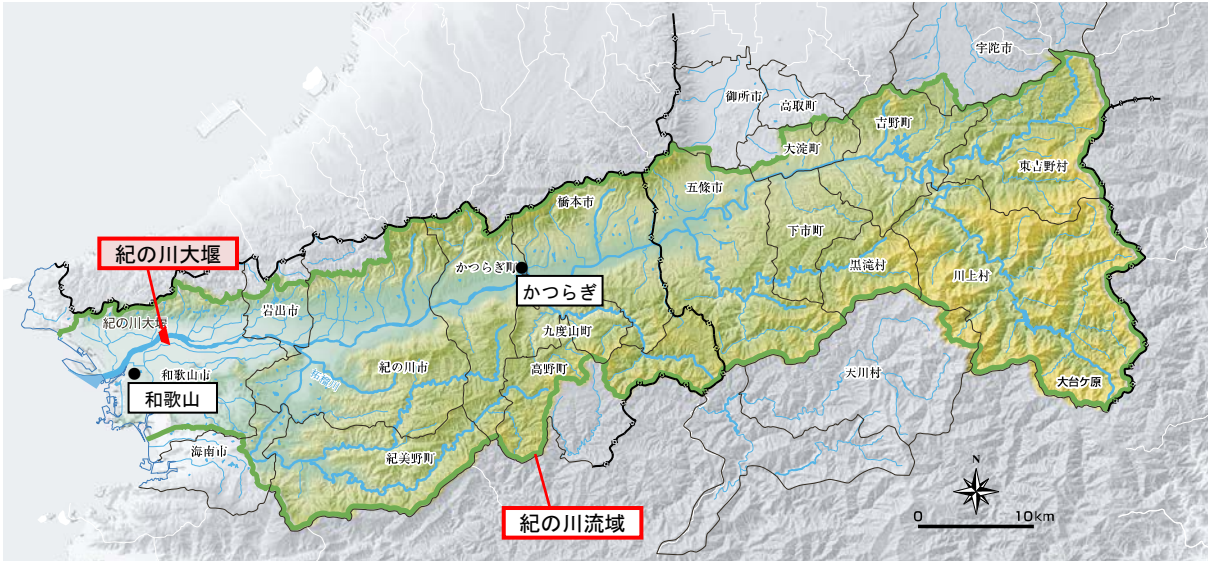 宇陀市
御所市
高取町
吉野町
大淀町
東吉野村
五條市
橋本市
下市町
紀の川大堰
黒滝村
かつらぎ町
川上村
かつらぎ
岩出市
紀の川大堰
九度山町
紀の川市
高野町
和歌山市
大台ケ原
和歌山
天川村
海南市
紀美野町
N
紀の川流域
0 10km